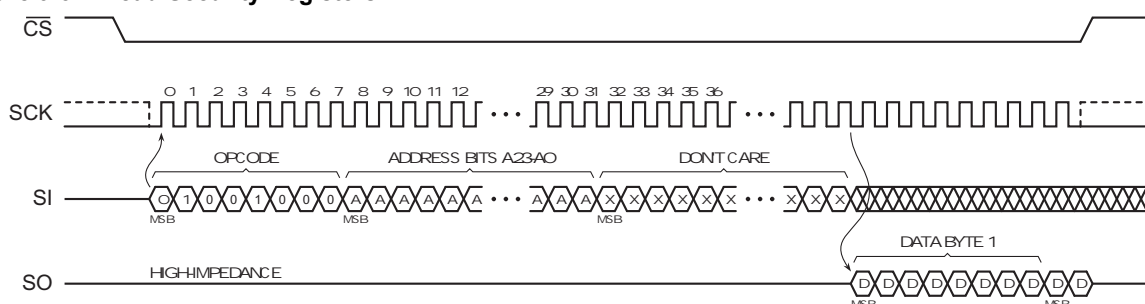 Read Security Register
CS
SCK
0 1 2 3 4 5 6 7 8 9 10 11 12 ••• 29 30 31 32 33 34 35 36 •••
OPCODE ADDRESS BITS A23-A0 DON'T CARE
SI
0 1 0 0 1 0 0 0 A A A A A A ••• A A A X X X X X X ••• X X X
MSB MSB MSB
DATA BYTE 1
SO
HIGH-IMPEDANCE
D D D D D D D D D D
MSB MSB